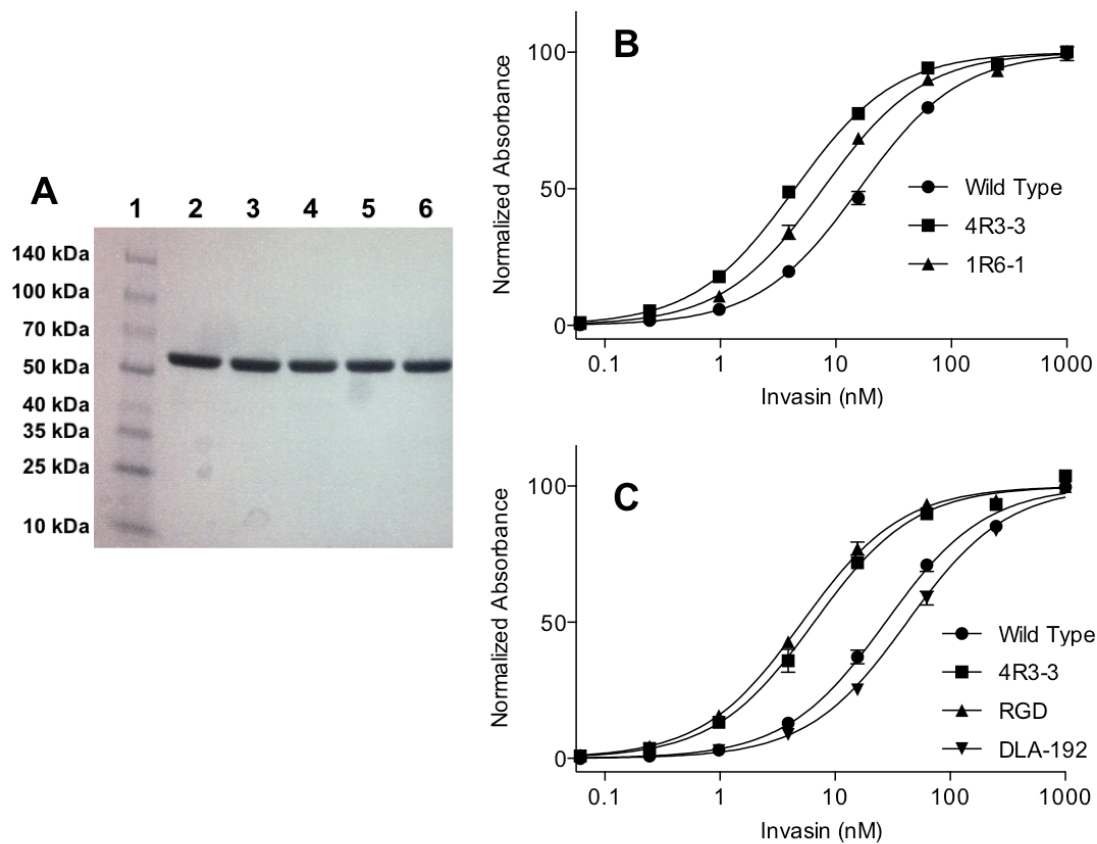 A
1 2 3 4 5 6
140 kDa
100 kDa
70 kDa
50 kDa
40 kDa
35 kDa
25 kDa
10 kDa
B
Normalized Absorbance
100
50
0
Wild Type
4R3-3
1R6-1
0.1 1 10 100 1000
Invasin (nM)
C
Normalized Absorbance
100
50
0
Wild Type
4R3-3
RGD
DLA-192
0.1 1 10 100 1000
Invasin (nM)